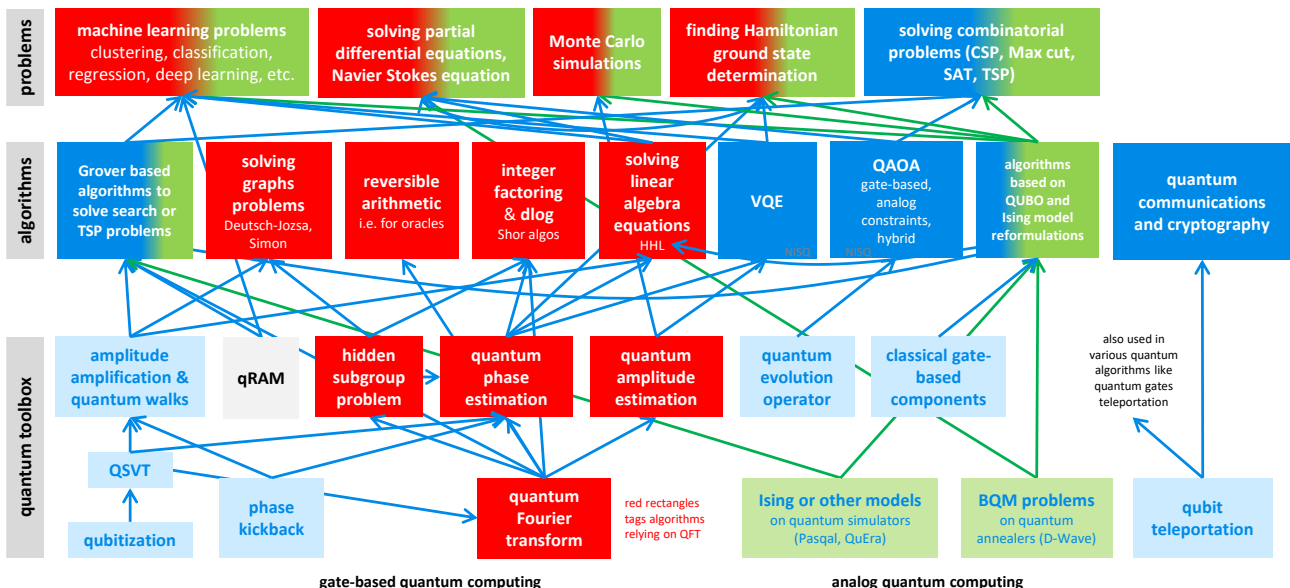 problems
machine learning problems
clustering, classification,
regression, deep learning, etc.
solving partial
differential equations,
Navier Stokes equation
Monte Carlo
simulations
finding Hamiltonian
ground state
determination
solving combinatorial
problems (CSP, Max cut,
SAT, TSP)
algorithms
Grover based
algorithms to
solve search or
TSP problems
solving
graphs
problems
Deutsch-Jozsa,
Simon
reversible
arithmetic
i.e. for oracles
integer
factoring
& dlog
Shor algos
solving
linear
algebra
equations
HHL
VQE
NISQ
QAOA
gate-based,
analog
constraints,
hybrid
NISQ
algorithms
based on
QUBO and
Ising model
reformulations
quantum
communications
and cryptography
quantum toolbox
amplitude
amplification &
quantum walks
qRAM
hidden
subgroup
problem
quantum
phase
estimation
quantum
amplitude
estimation
quantum
evolution
operator
classical gate-
based
components
also used in
various quantum
algorithms like
quantum gates
teleportation
QSVT
qubitization
phase
kickback
quantum
Fourier
transform
red rectangles
tags algorithms
relying on QFT
Ising or other models
on quantum simulators
(Pasqal, QuEra)
BQM problems
on quantum
annealers (D-Wave)
qubit
teleportation
gate-based quantum computing
analog quantum computing